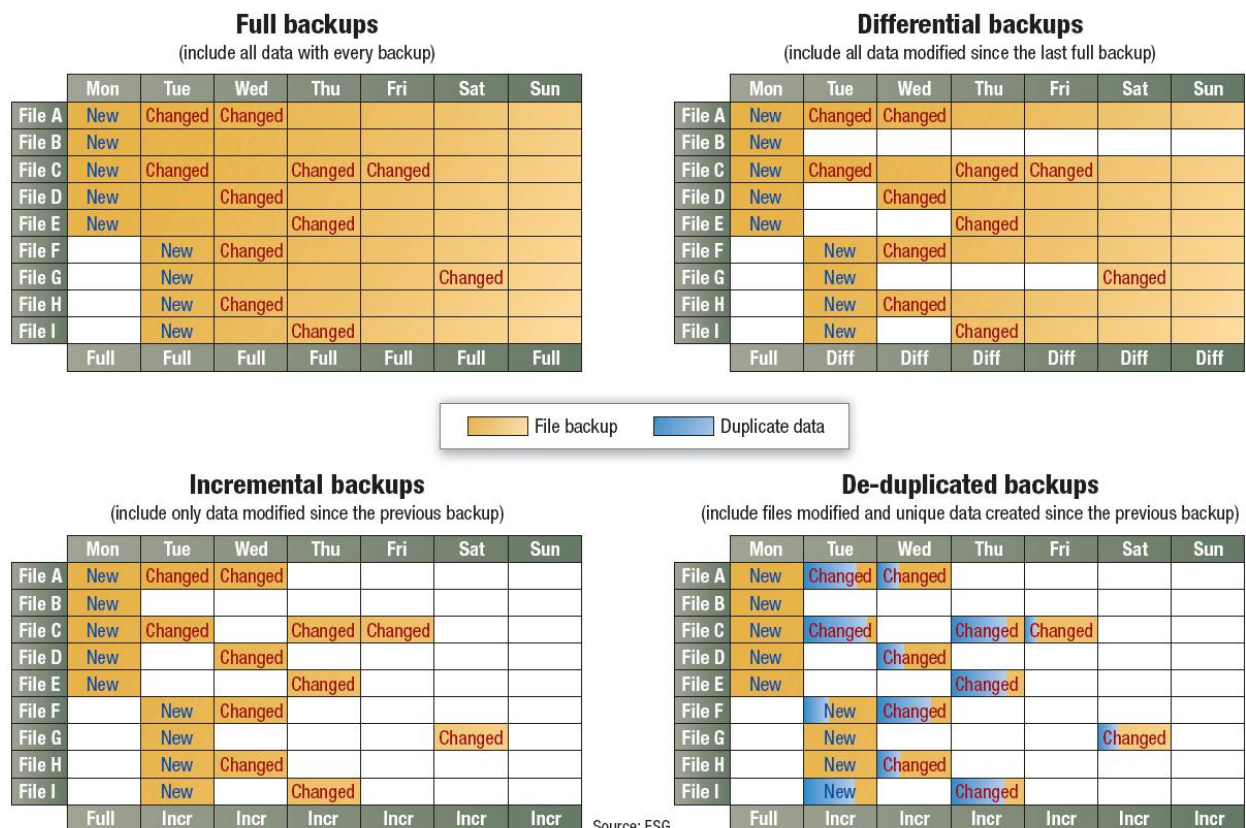 Full backups
(include all data with every backup)
Mon Tue Wed Thu Fri Sat Sun
File A New Changed Changed
File B New
File C New Changed Changed Changed
File D New Changed
File E New Changed
File F New Changed
File G New Changed
File H New Changed
File I New Changed
Full Full Full Full Full Full Full
Differential backups
(include all data modified since the last full backup)
Mon Tue Wed Thu Fri Sat Sun
File A New Changed Changed
File B New
File C New Changed Changed Changed
File D New Changed
File E New Changed
File F New Changed
File G New Changed
File H New Changed
File I New Changed
Full Diff Diff Diff Diff Diff Diff
File backup Duplicate data
Incremental backups
(include only data modified since the previous backup)
Mon Tue Wed Thu Fri Sat Sun
File A New Changed Changed
File B New
File C New Changed Changed Changed
File D New Changed
File E New Changed
File F New Changed
File G New Changed
File H New Changed
File I New Changed
Full Incr Incr Incr Incr Incr Incr
De-duplicated backups
(include files modified and unique data created since the previous backup)
Mon Tue Wed Thu Fri Sat Sun
File A New Changed Changed
File B New
File C New Changed Changed Changed
File D New Changed
File E New Changed
File F New Changed
File G New Changed
File H New Changed
File I New Changed
Full Incr Incr Incr Incr Incr Incr
Source: ESG